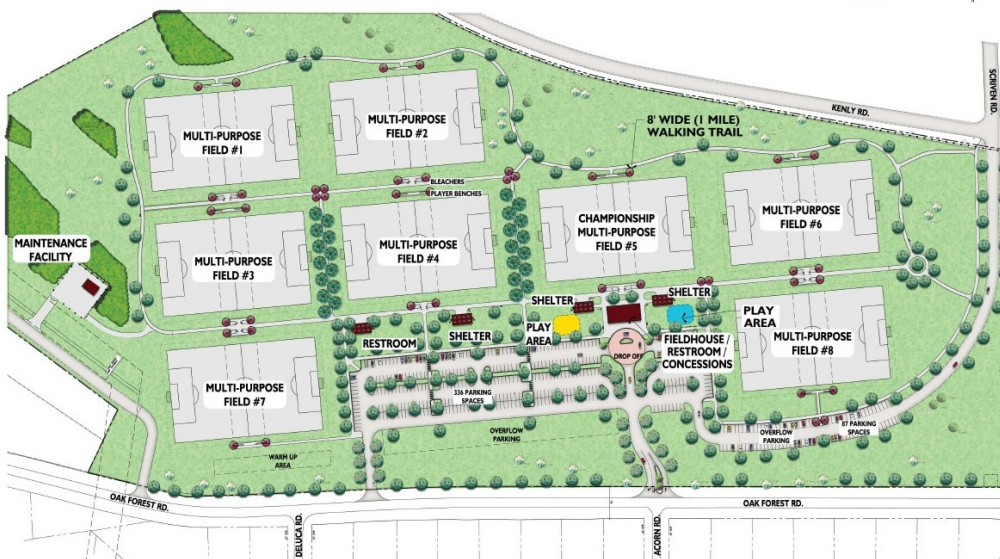 KENLY RD.
SCRIVEN RD.
8' WIDE (1 MILE)
WALKING TRAIL
MULTI-PURPOSE
FIELD #1
MULTI-PURPOSE
FIELD #2
BLEACHERS
PLAYER BENCHES
MULTI-PURPOSE
FIELD #3
MULTI-PURPOSE
FIELD #4
CHAMPIONSHIP
MULTI-PURPOSE
FIELD #5
MULTI-PURPOSE
FIELD #6
MAINTENANCE
FACILITY
SHELTER
SHELTER
RESTROOM
SHELTER
PLAY
AREA
DROP OFF
FIELDHOUSE /
RESTROOM /
CONCESSIONS
PLAY
AREA
MULTI-PURPOSE
FIELD #8
MULTI-PURPOSE
FIELD #7
336 PARKING
SPACES
OVERFLOW
PARKING
OVERFLOW
PARKING
87 PARKING
SPACES
WARM UP
AREA
OAK FOREST RD.
OAK FOREST RD.
DELUCA RD.
ACORN RD.